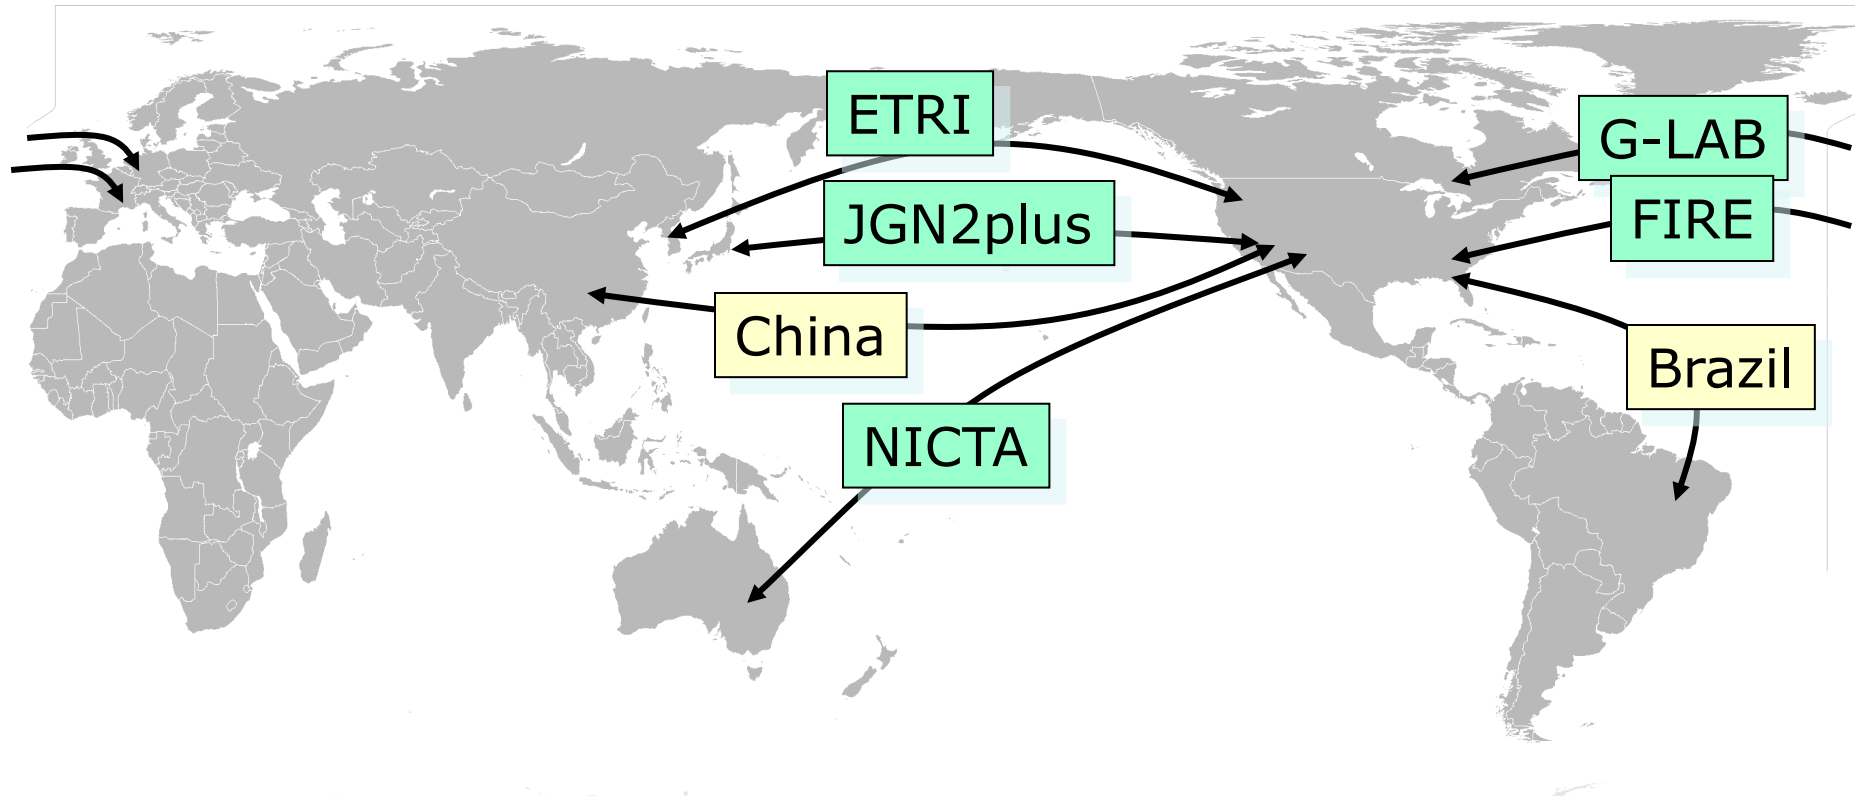 ETRI
G-LAB
JGN2plus
FIRE
China
Brazil
NICTA